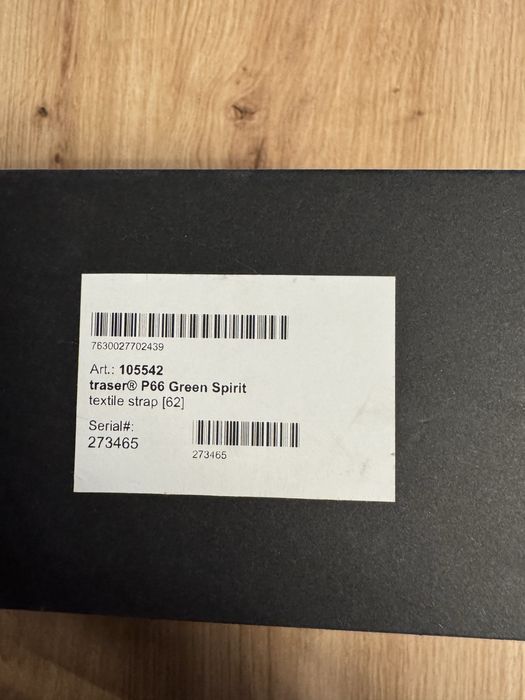 7630027702439
Art.: 105542
traser® P66 Green Spirit
textile strap [62]
Serial#:
273465
273465